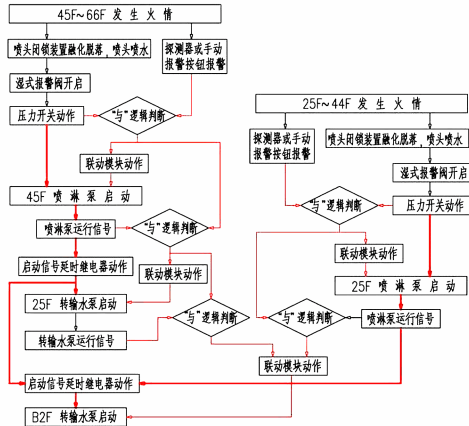 45F~66F 发生火情
喷头闭锁装置融化脱落,喷头喷水
探测器或手动
报警按钮报警
湿式报警阀开启
压力开关动作
“与”逻辑判断
联动模块动作
45F 喷淋泵启动
喷淋泵运行信号
“与”逻辑判断
启动信号延时继电器动作
联动模块动作
25F 转输水泵启动
转输水泵运行信号
“与”逻辑判断
启动信号延时继电器动作
B2F 转输水泵启动
25F~44F 发生火情
探测器或手动
报警按钮报警
喷头闭锁装置融化脱落,喷头喷水
湿式报警阀开启
“与”逻辑判断
压力开关动作
联动模块动作
25F 喷淋泵启动
“与”逻辑判断
喷淋泵运行信号
联动模块动作